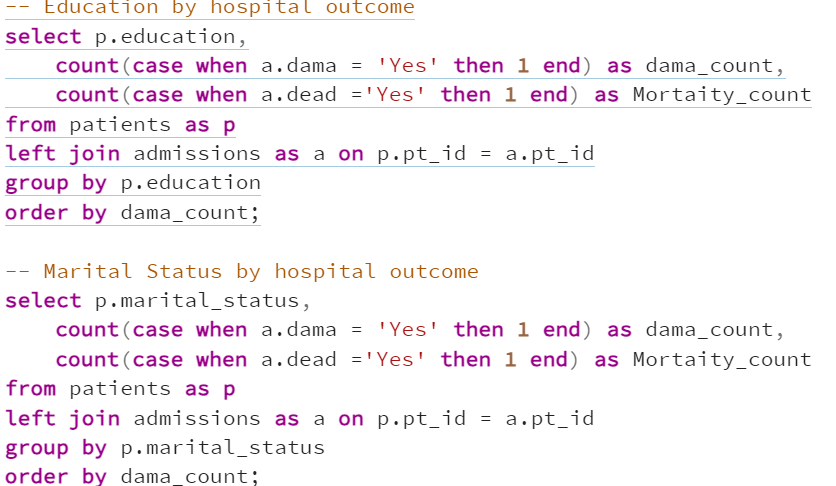 -- Education by hospital outcome
select p.education,
    count(case when a.dama = 'Yes' then 1 end) as dama_count,
    count(case when a.dead ='Yes' then 1 end) as Mortaity_count
from patients as p
left join admissions as a on p.pt_id = a.pt_id
group by p.education
order by dama_count;

-- Marital Status by hospital outcome
select p.marital_status,
    count(case when a.dama = 'Yes' then 1 end) as dama_count,
    count(case when a.dead ='Yes' then 1 end) as Mortaity_count
from patients as p
left join admissions as a on p.pt_id = a.pt_id
group by p.marital_status
order by dama_count;